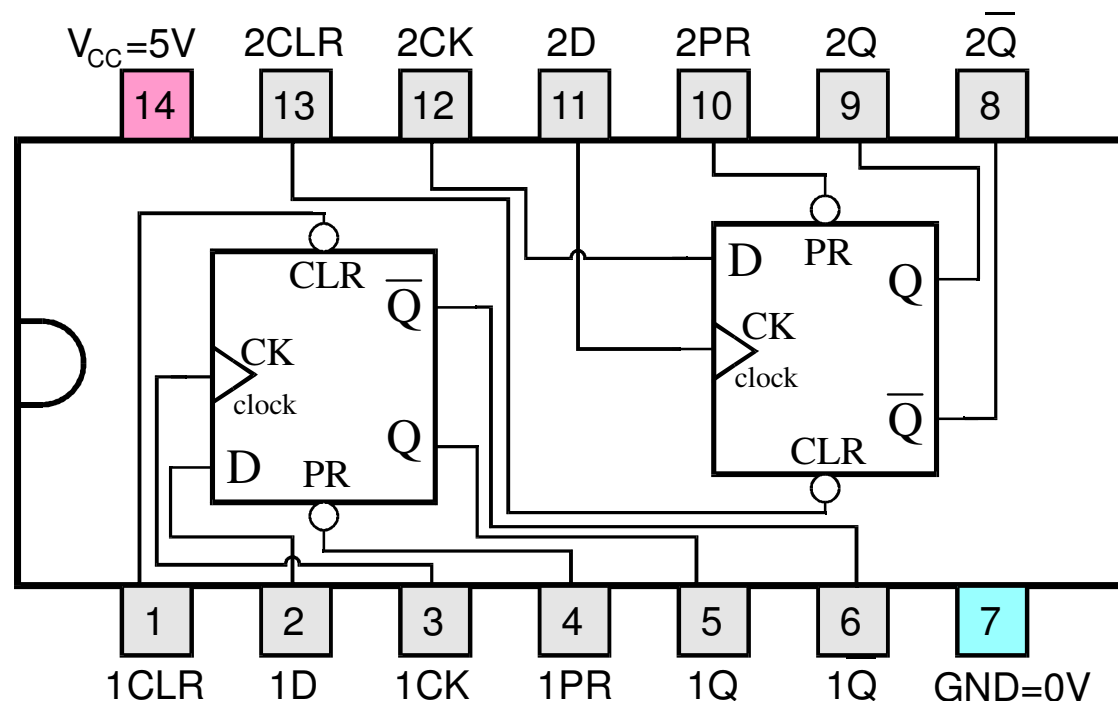 V_CC=5V 2CLR 2CK 2D 2PR 2Q 2Q̅
14 13 12 11 10 9 8
CLR Q̅
CK
clock
Q
D PR
D PR
Q
CK
clock
Q̅
CLR
1 2 3 4 5 6 7
1CLR 1D 1CK 1PR 1Q 1Q̅ GND=0V